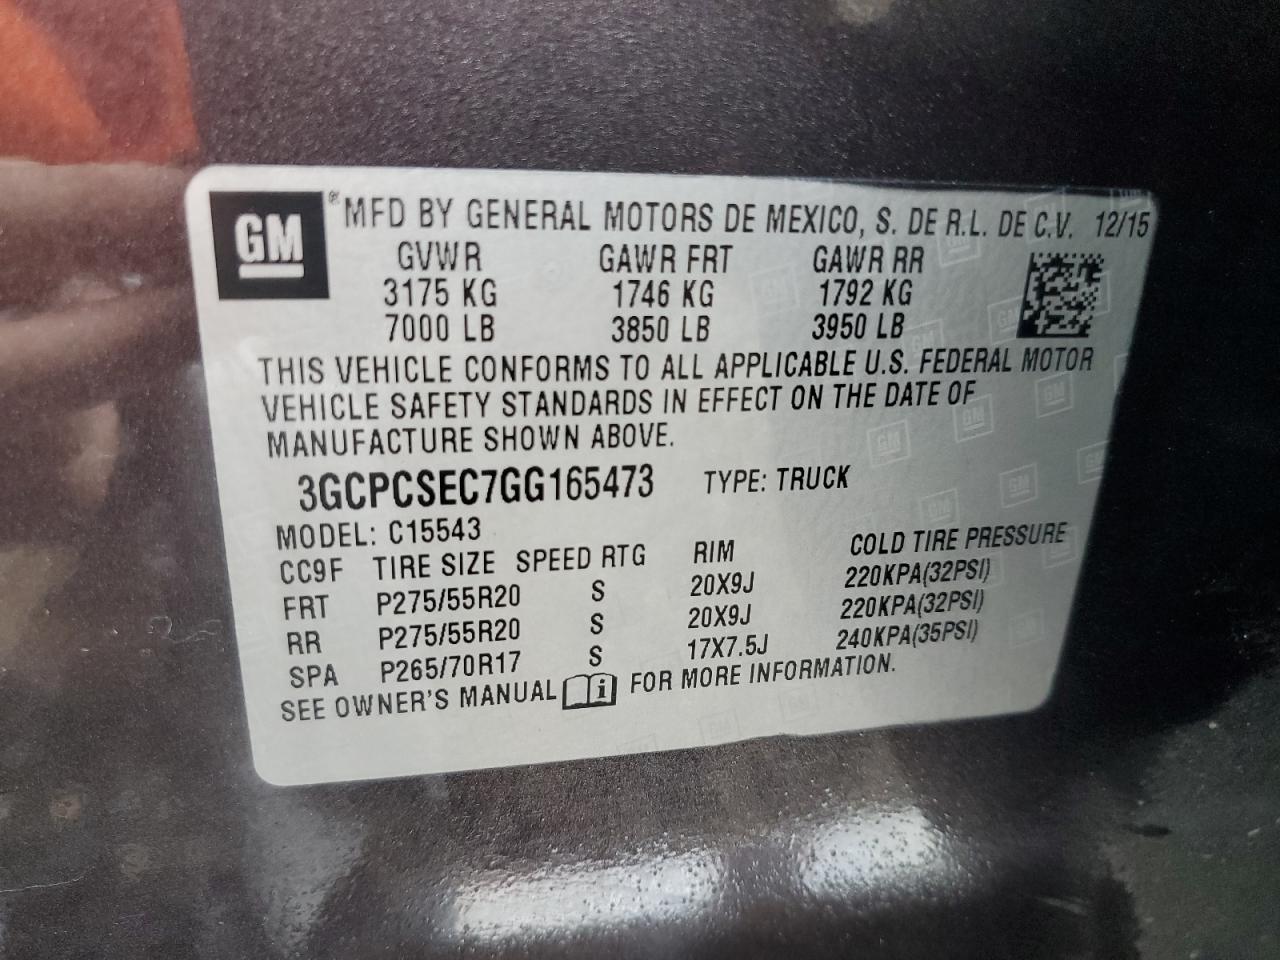 GM ® MFD BY GENERAL MOTORS DE MEXICO, S. DE R.L. DE C.V. 12/15
GVWR GAWR FRT GAWR RR
3175 KG 1746 KG 1792 KG
7000 LB 3850 LB 3950 LB
THIS VEHICLE CONFORMS TO ALL APPLICABLE U.S. FEDERAL MOTOR
VEHICLE SAFETY STANDARDS IN EFFECT ON THE DATE OF
MANUFACTURE SHOWN ABOVE.
3GCPCSEC7GG165473 TYPE: TRUCK
MODEL: C15543
CC9F TIRE SIZE SPEED RTG RIM COLD TIRE PRESSURE
FRT P275/55R20 S 20X9J 220KPA(32PSI)
RR P275/55R20 S 20X9J 220KPA(32PSI)
SPA P265/70R17 S 17X7.5J 240KPA(35PSI)
SEE OWNER'S MANUAL i FOR MORE INFORMATION.